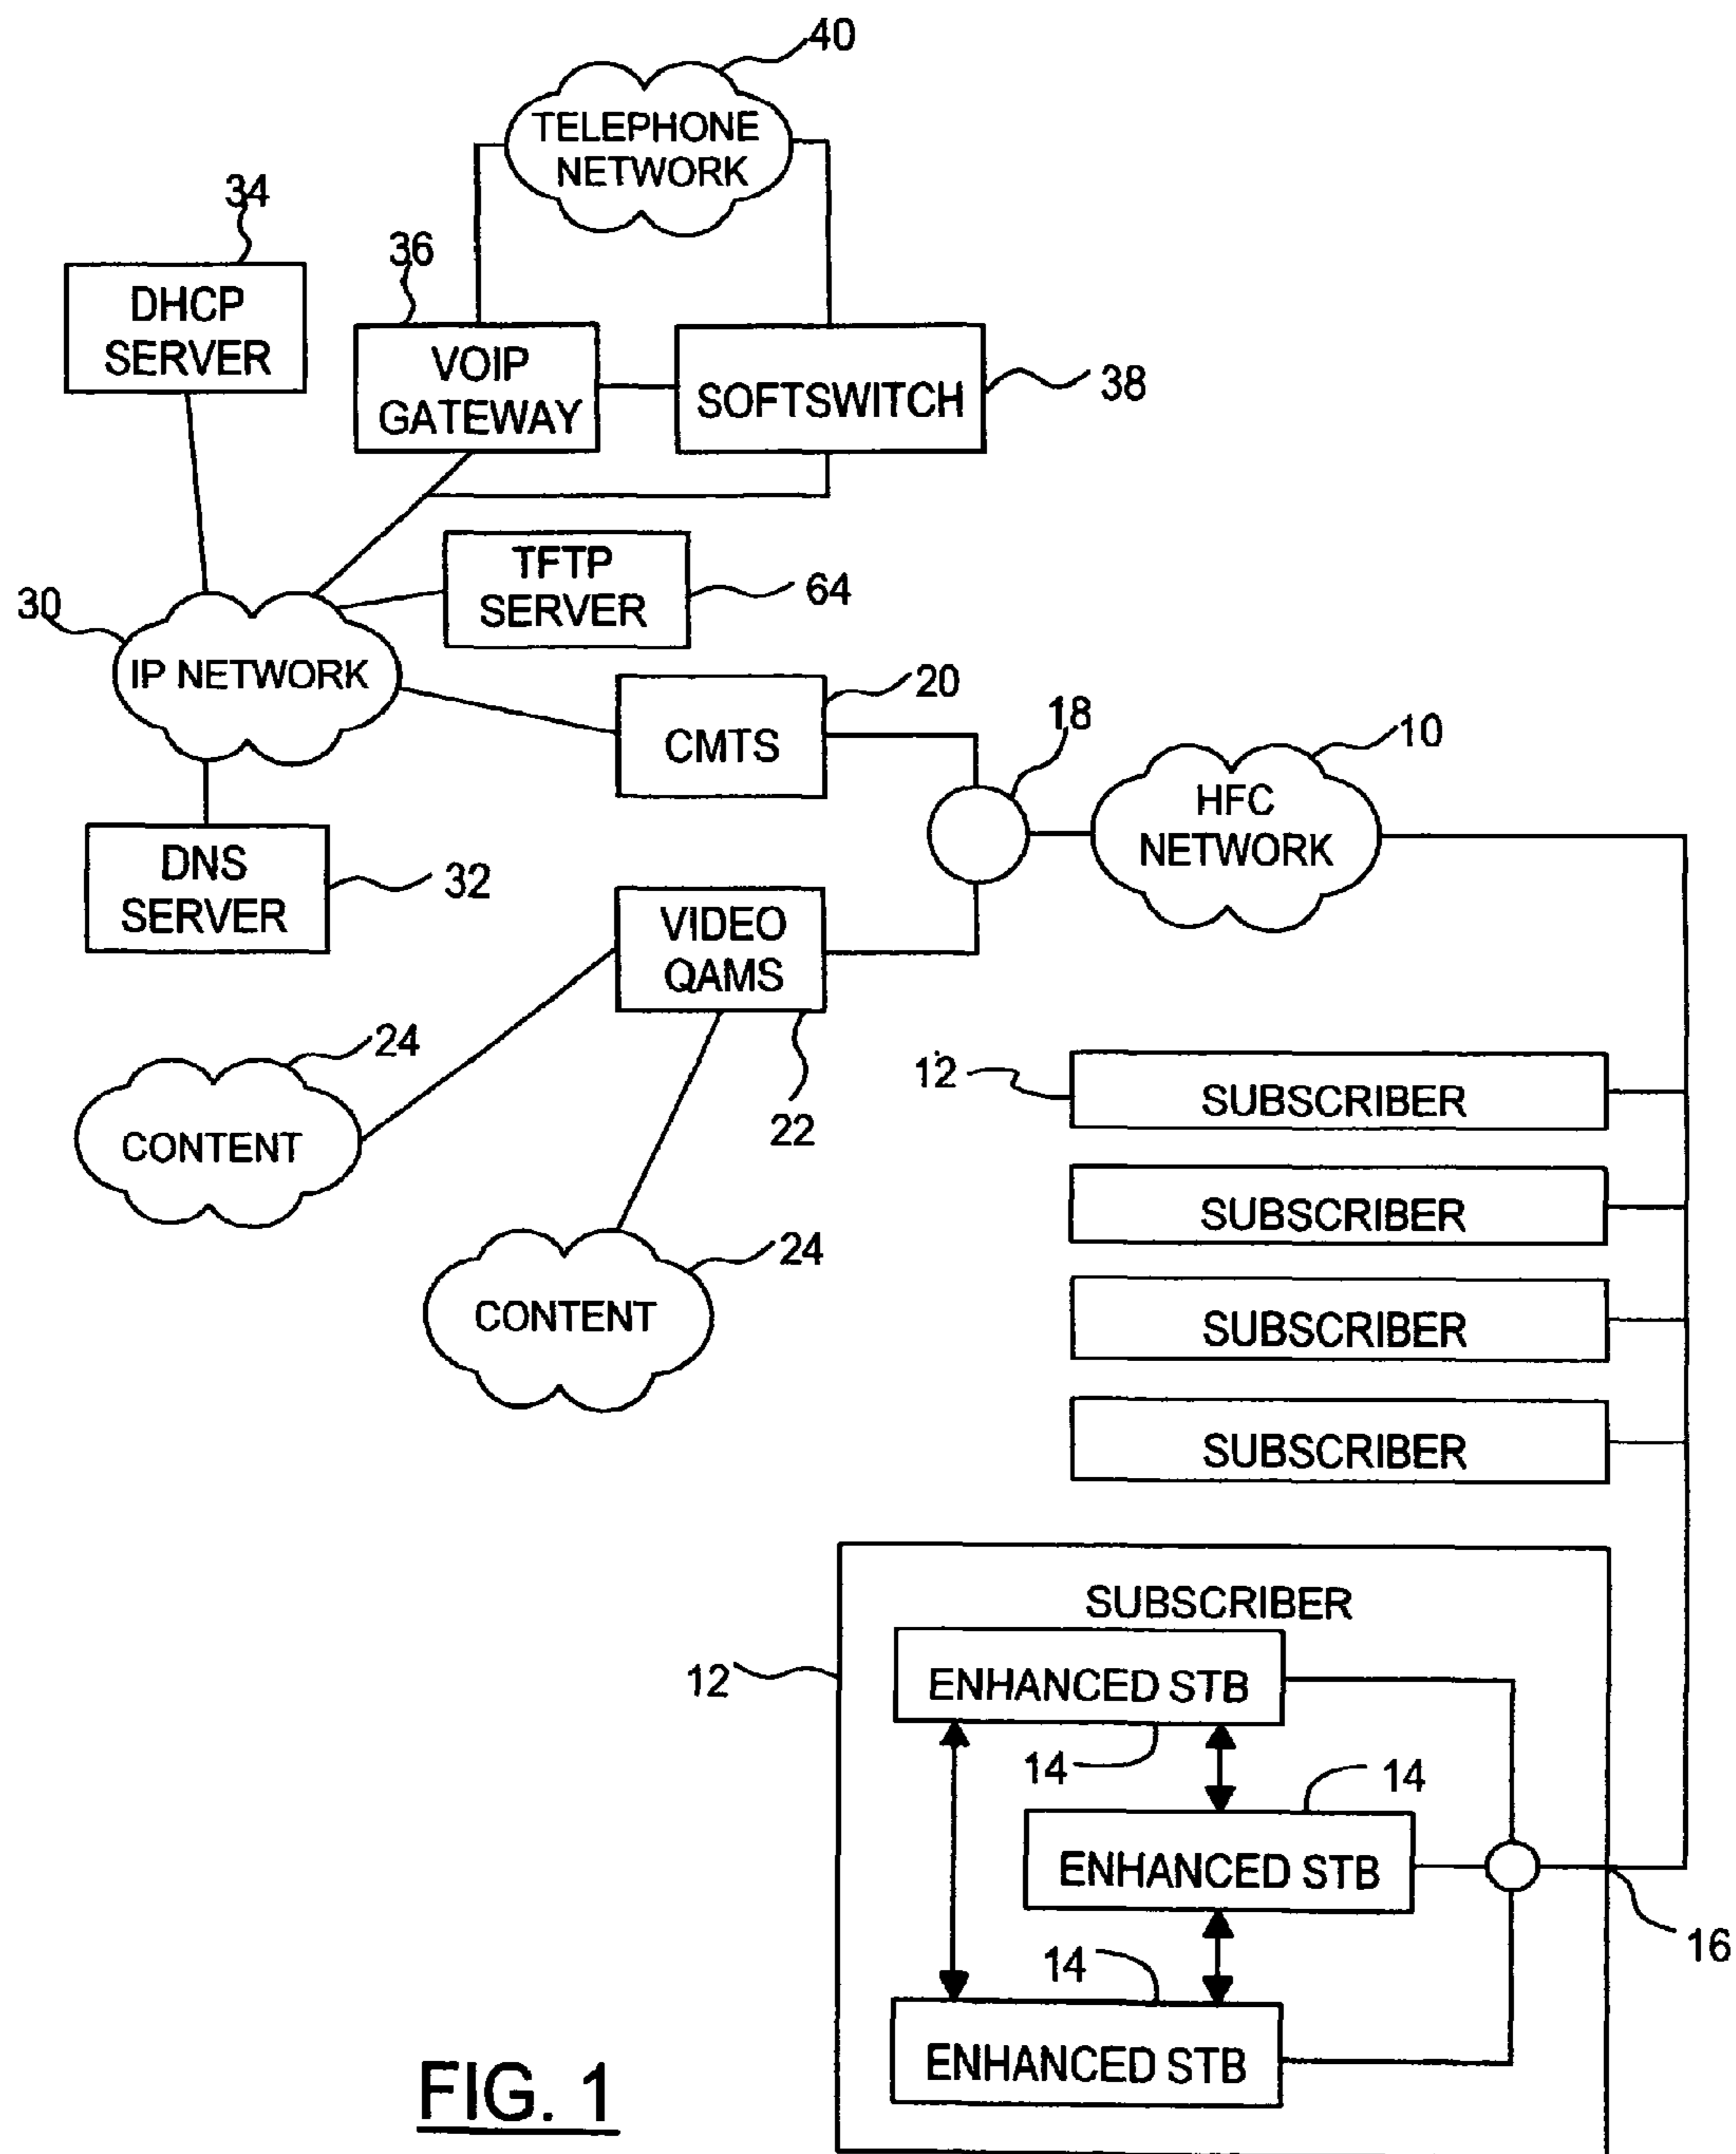 40
TELEPHONE
NETWORK
34
36
DHCP
SERVER
VOIP
GATEWAY
SOFTSWITCH
38
TFTP
SERVER
64
30
IP NETWORK
20
CMTS
18
10
HFC
NETWORK
DNS
SERVER
32
VIDEO
QAMS
22
24
CONTENT
24
CONTENT
12
SUBSCRIBER
SUBSCRIBER
SUBSCRIBER
SUBSCRIBER
SUBSCRIBER
12
ENHANCED STB
14
14
ENHANCED STB
16
14
ENHANCED STB
FIG. 1